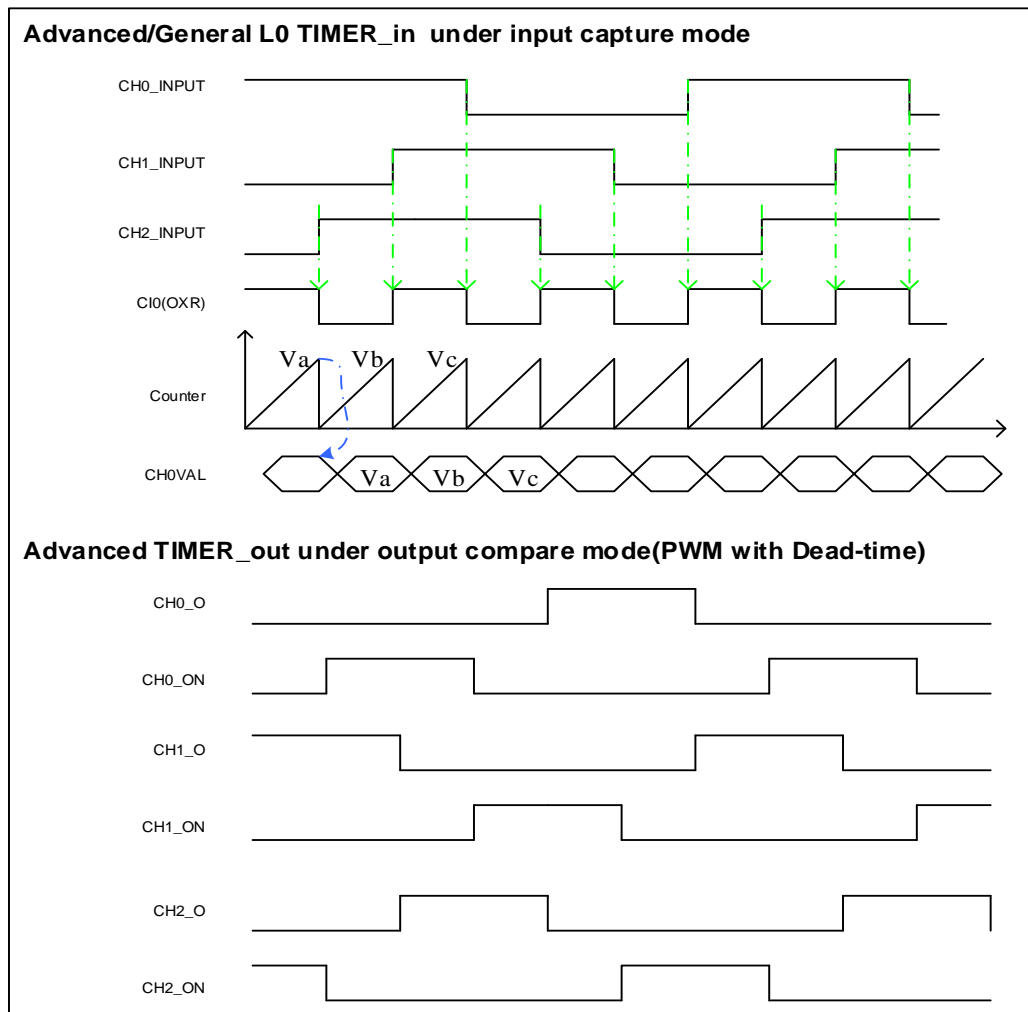 Advanced/General L0 TIMER_in under input capture mode
CH0_INPUT
CH1_INPUT
CH2_INPUT
CI0(OXR)
Va Vb Vc
Counter
CH0VAL
Va Vb Vc
Advanced TIMER_out under output compare mode(PWM with Dead-time)
CH0_O
CH0_ON
CH1_O
CH1_ON
CH2_O
CH2_ON